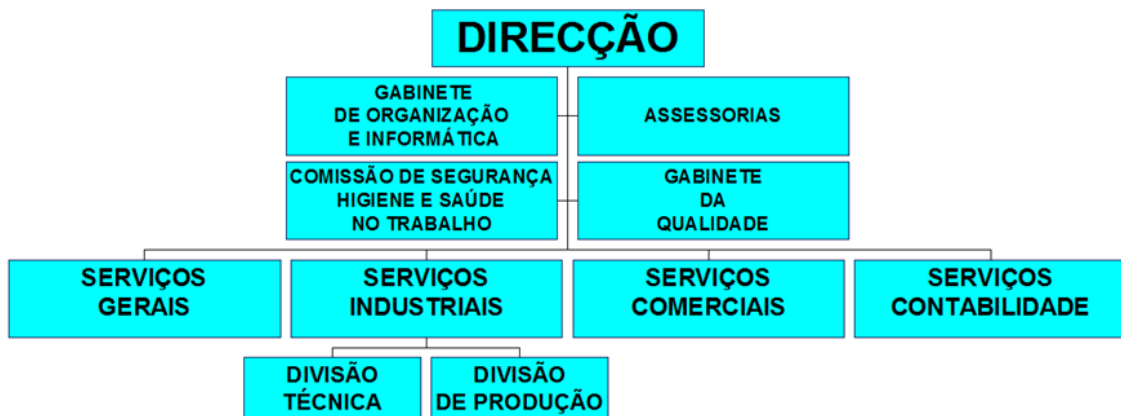 DIRECÇÃO
GABINETE
DE ORGANIZAÇÃO
E INFORMÁTICA
ASSESSORIAS
COMISSÃO DE SEGURANÇA
HIGIENE E SAÚDE
NO TRABALHO
GABINETE
DA
QUALIDADE
SERVIÇOS
GERAIS
SERVIÇOS
INDUSTRIAIS
SERVIÇOS
COMERCIAIS
SERVIÇOS
CONTABILIDADE
DIVISÃO
TÉCNICA
DIVISÃO
DE PRODUÇÃO